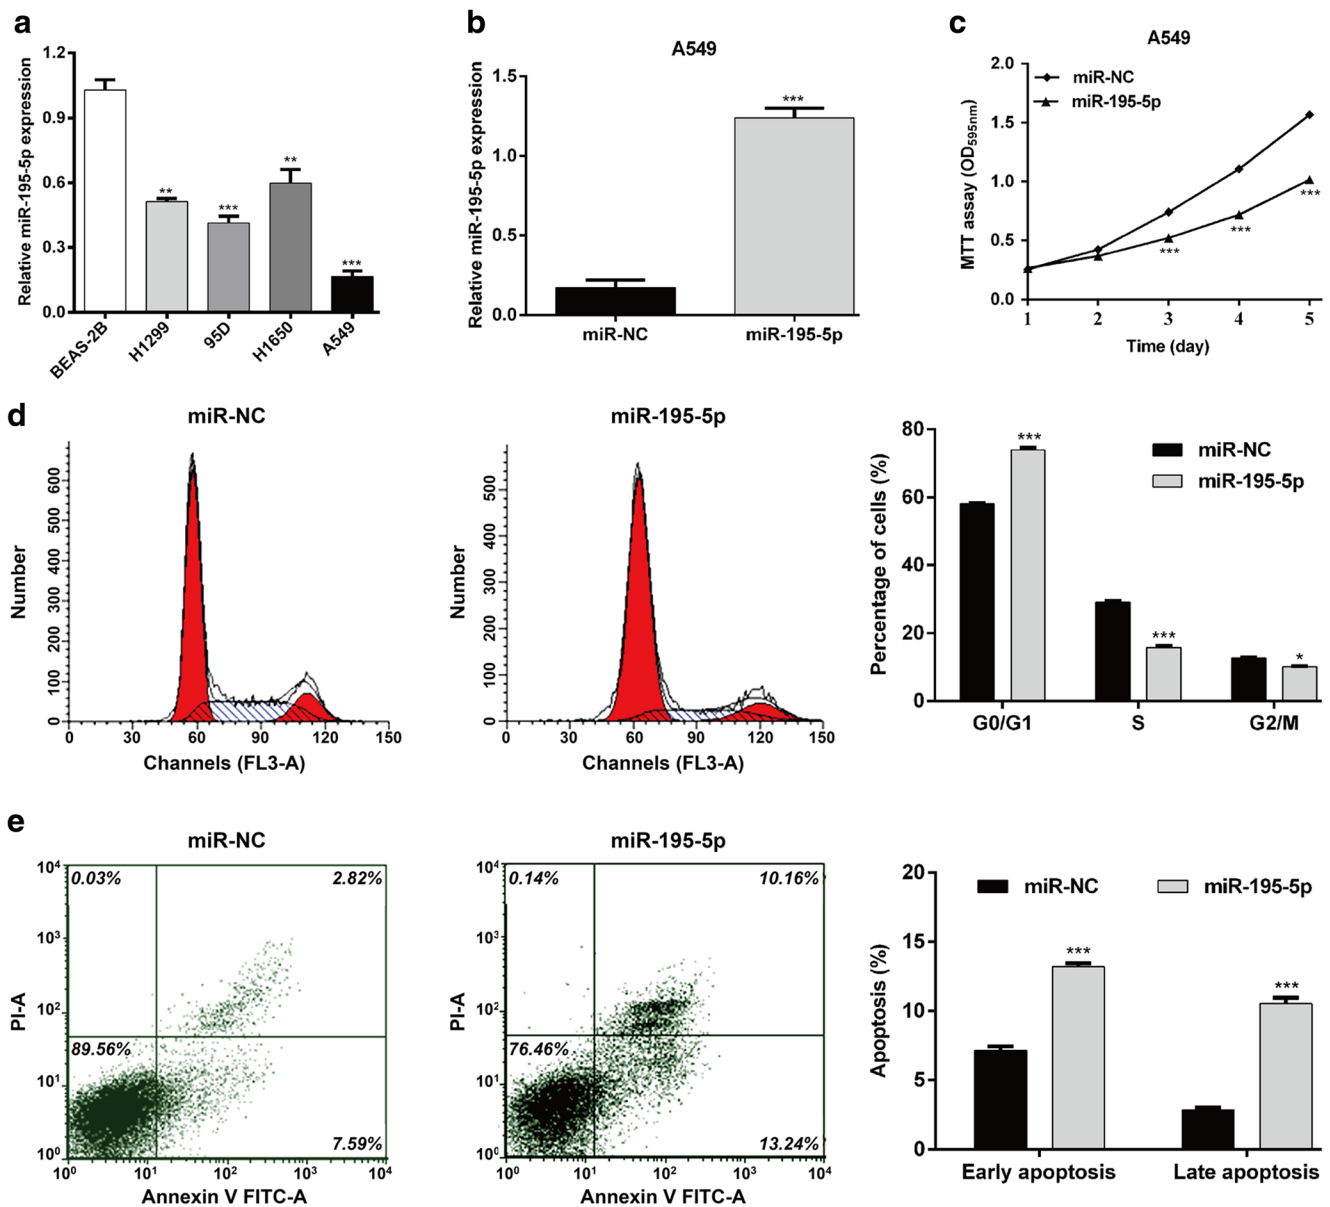 a
Relative miR-195-5p expression
1.2
0.9
0.6
0.3
0.0
**
***
**
***
BEAS-2B
H1299
95D
H1650
A549
b
A549
Relative miR-195-5p expression
1.5
1.0
0.5
0.0
***
miR-NC
miR-195-5p
c
A549
MTT assay (OD595nm)
2.0
1.5
1.0
0.5
0.0
miR-NC
miR-195-5p
***
***
***
1 2 3 4 5
Time (day)
d
miR-NC
Number
600
500
400
300
200
100
0
0 30 60 90 120 150
Channels (FL3-A)
miR-195-5p
Number
500
400
300
200
100
0
0 30 60 90 120 150
Channels (FL3-A)
Percentage of cells (%)
80
60
40
20
0
miR-NC
miR-195-5p
***
***
*
G0/G1 S G2/M
e
miR-NC
PI-A
10⁴
10³
10²
10¹
10⁰
0.03% 2.82%
89.56%
7.59%
10⁰ 10¹ 10² 10³ 10⁴
Annexin V FITC-A
miR-195-5p
PI-A
10⁴
10³
10²
10¹
10⁰
0.14% 10.16%
76.46%
13.24%
10⁰ 10¹ 10² 10³ 10⁴
Annexin V FITC-A
Apoptosis (%)
20
15
10
5
0
miR-NC miR-195-5p
***
***
Early apoptosis Late apoptosis